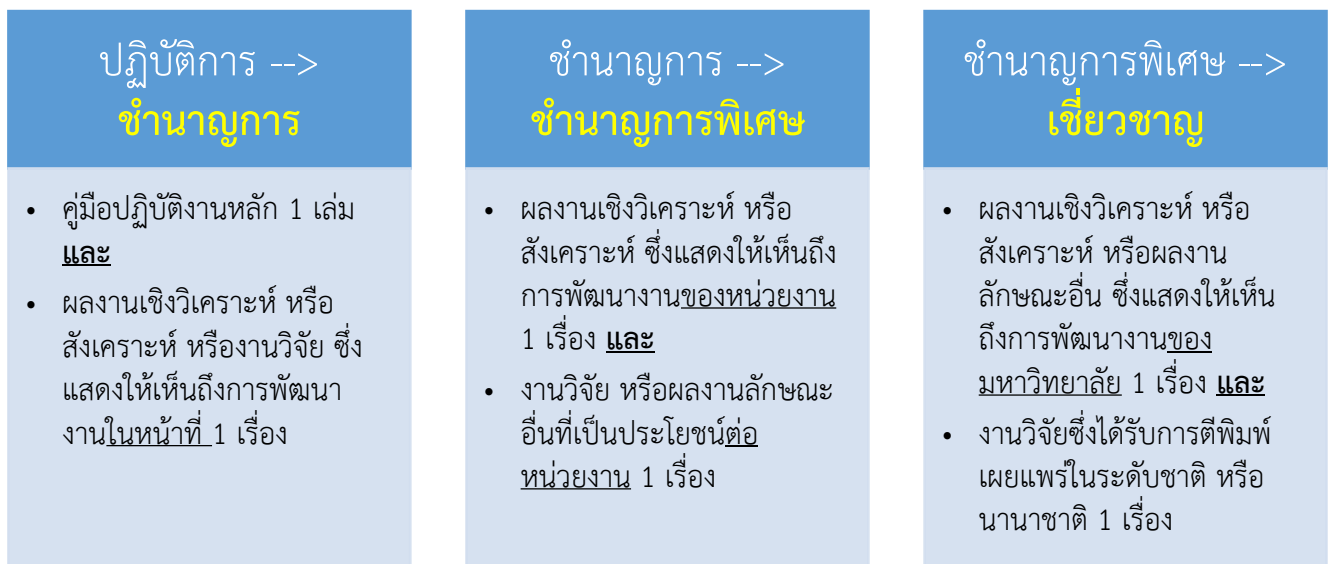 ปฏิบัติการ -->
ชำนาญการ
• คู่มือปฏิบัติงานหลัก 1 เล่ม
และ
• ผลงานเชิงวิเคราะห์ หรือ
สังเคราะห์ หรืองานวิจัย ซึ่ง
แสดงให้เห็นถึงการพัฒนา
งานในหน้าที่ 1 เรื่อง
ชำนาญการ -->
ชำนาญการพิเศษ
• ผลงานเชิงวิเคราะห์ หรือ
สังเคราะห์ ซึ่งแสดงให้เห็นถึง
การพัฒนางานของหน่วยงาน
1 เรื่อง และ
• งานวิจัย หรือผลงานลักษณะ
อื่นที่เป็นประโยชน์ต่อ
หน่วยงาน 1 เรื่อง
ชำนาญการพิเศษ -->
เชี่ยวชาญ
• ผลงานเชิงวิเคราะห์ หรือ
สังเคราะห์ หรือผลงาน
ลักษณะอื่น ซึ่งแสดงให้เห็น
ถึงการพัฒนางานของ
มหาวิทยาลัย 1 เรื่อง และ
• งานวิจัยซึ่งได้รับการตีพิมพ์
เผยแพร่ในระดับชาติ หรือ
นานาชาติ 1 เรื่อง